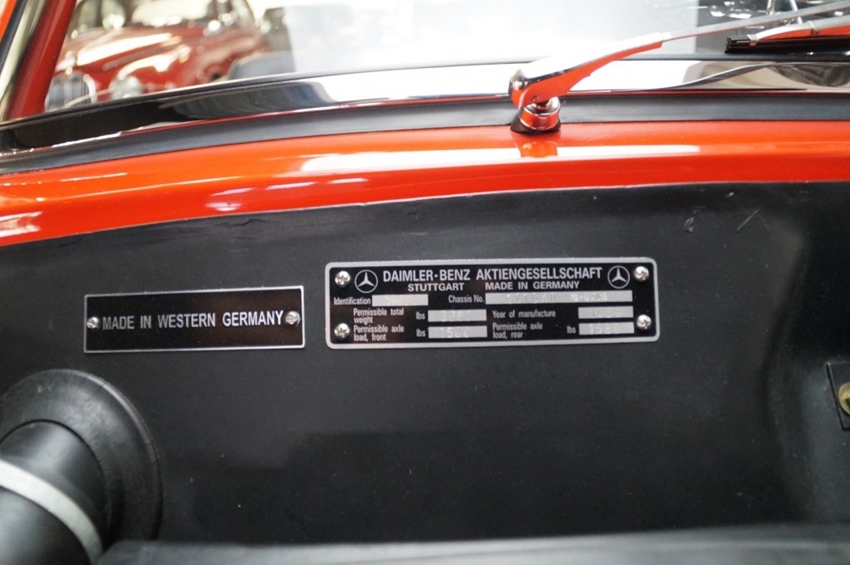 MADE IN WESTERN GERMANY
DAIMLER-BENZ AKTIENGESELLSCHAFT
STUTTGART MADE IN GERMANY
Identification Chassis No.
Permissible total weight lbs Year of manufacture
Permissible axle load, front lbs Permissible axle load, rear lbs